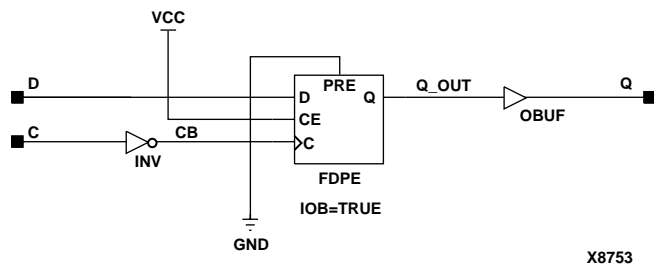 VCC
D
PRE
Q_OUT
Q
D
Q
CE
OBUF
C
CB
C
INV
FDPE
IOB=TRUE
GND
X8753